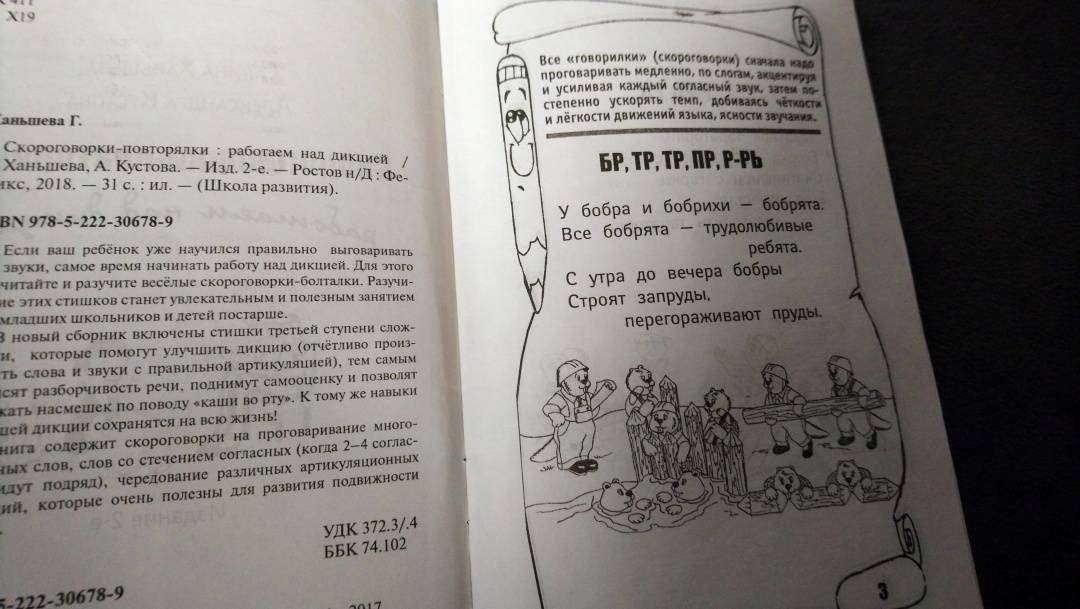 Х19
Ханьшева Г.
Скороговорки-повторялки : работаем над дикцией /
Ханьшева, А. Кустова. — Изд. 2-е. — Ростов н/Д : Фе-
икс, 2018. — 31 с. : ил. — (Школа развития).
BN 978-5-222-30678-9
Если ваш ребёнок уже научился правильно выговаривать
звуки, самое время начинать работу над дикцией. Для этого
читайте и разучите весёлые скороговорки-болталки. Разучи-
ие этих стишков станет увлекательным и полезным занятием
младших школьников и детей постарше.
В новый сборник включены стишки третьей ступени слож-
и, которые помогут улучшить дикцию (отчётливо произ-
ть слова и звуки с правильной артикуляцией), тем самым
сят разборчивость речи, поднимут самооценку и позволят
жать насмешек по поводу «каши во рту». К тому же навыки
шей дикции сохранятся на всю жизнь!
нига содержит скороговорки на проговаривание много-
ных слов, слов со стечением согласных (когда 2–4 соглас-
идут подряд), чередование различных артикуляционных
ий, которые очень полезны для развития подвижности
УДК 372.3/.4
ББК 74.102
5-222-30678-9
2017
Все «говорилки» (скороговорки) сначала надо
проговаривать медленно, по слогам, акцентируя
и усиливая каждый согласный звук, затем по-
степенно ускорять темп, добиваясь чёткости
и лёгкости движений языка, ясности звучания.
БР, ТР, ТР, ПР, Р-РЬ
У бобра и бобрихи — бобрята.
Все бобрята — трудолюбивые
ребята.
С утра до вечера бобры
Строят запруды,
перегораживают пруды.
3